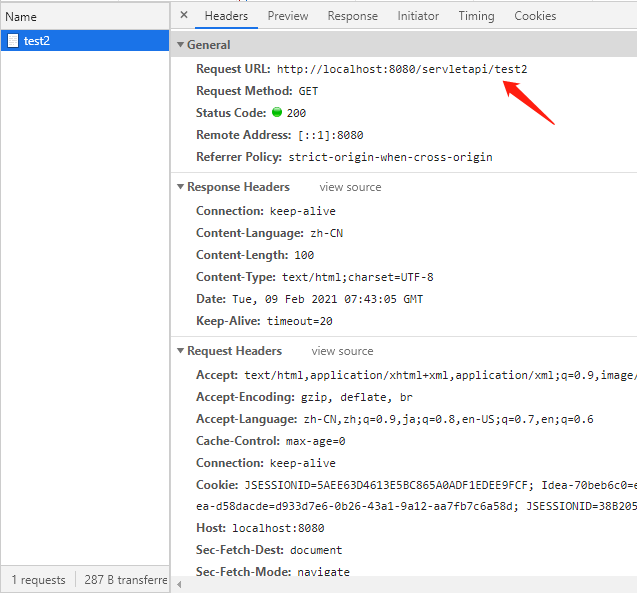 Name
test2
1 requests
287 B transferre
× Headers Preview Response Initiator Timing Cookies
General
Request URL: http://localhost:8080/servletapi/test2
Request Method: GET
Status Code: 200
Remote Address: [::1]:8080
Referrer Policy: strict-origin-when-cross-origin
Response Headers view source
Connection: keep-alive
Content-Language: zh-CN
Content-Length: 100
Content-Type: text/html;charset=UTF-8
Date: Tue, 09 Feb 2021 07:43:05 GMT
Keep-Alive: timeout=20
Request Headers view source
Accept: text/html,application/xhtml+xml,application/xml;q=0.9,image/
Accept-Encoding: gzip, deflate, br
Accept-Language: zh-CN,zh;q=0.9,ja;q=0.8,en-US;q=0.7,en;q=0.6
Cache-Control: max-age=0
Connection: keep-alive
Cookie: JSESSIONID=5AEE63D4613E5BC865A0ADF1EDEE9FCF; Idea-70beb6c0=e
ea-d58dacde=d933d7e6-0b26-43a1-9a12-aa7fb7c6a58d; JSESSIONID=38B205
Host: localhost:8080
Sec-Fetch-Dest: document
Sec-Fetch-Mode: navigate